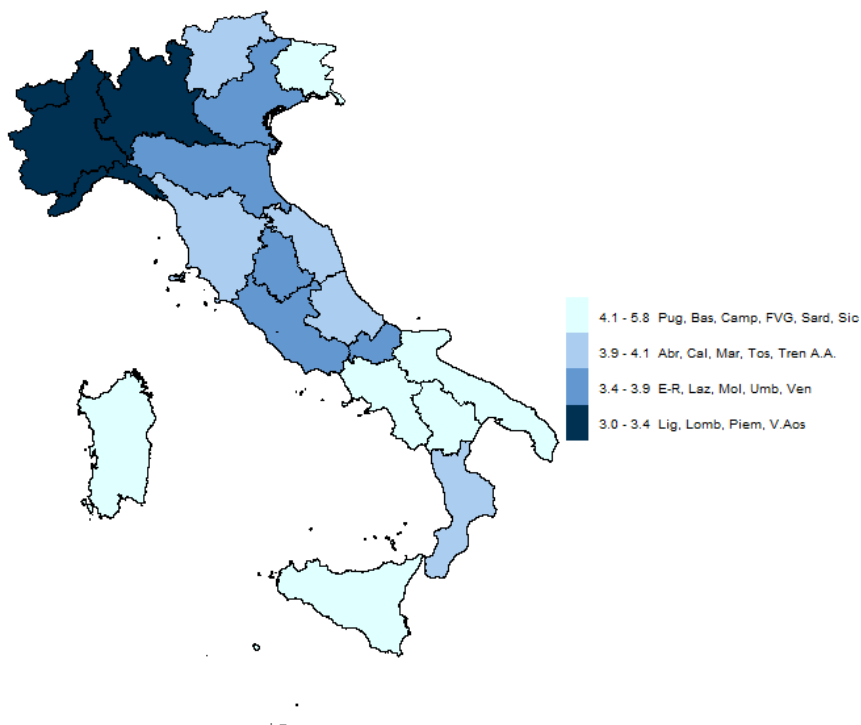 4.1 - 5.8 Pug, Bas, Camp, FVG, Sard, Sic
3.9 - 4.1 Abr, Cal, Mar, Tos, Tren A.A.
3.4 - 3.9 E-R, Laz, Mol, Umb, Ven
3.0 - 3.4 Lig, Lomb, Piem, V.Aos